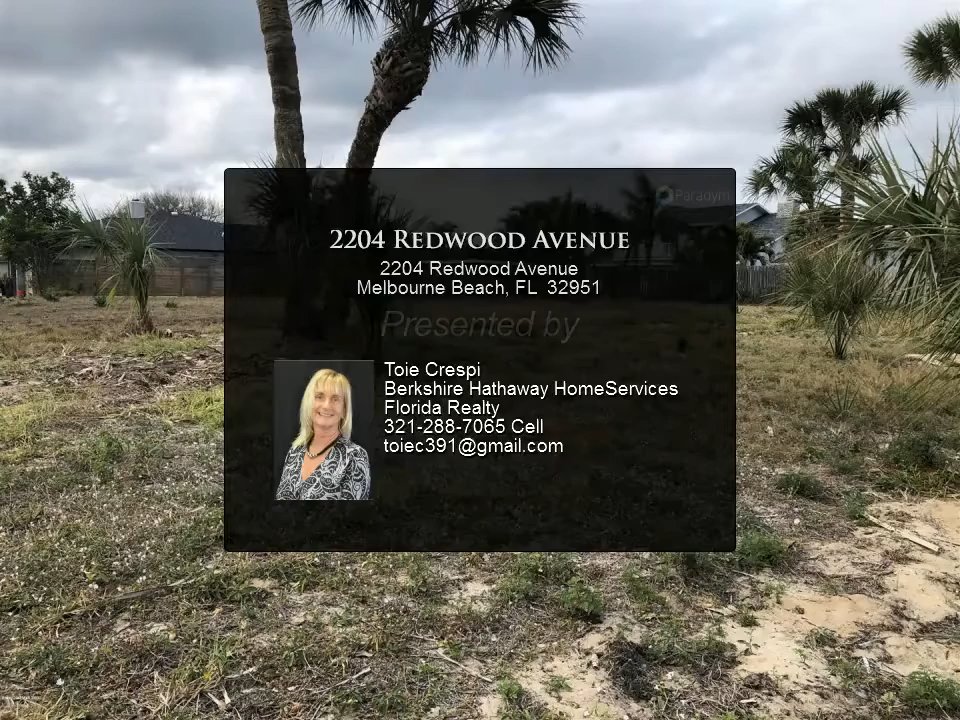 Paradym
2204 Redwood Avenue
2204 Redwood Avenue
Melbourne Beach, FL 32951
Presented by
Toie Crespi
Berkshire Hathaway HomeServices
Florida Realty
321-288-7065 Cell
toiec391@gmail.com